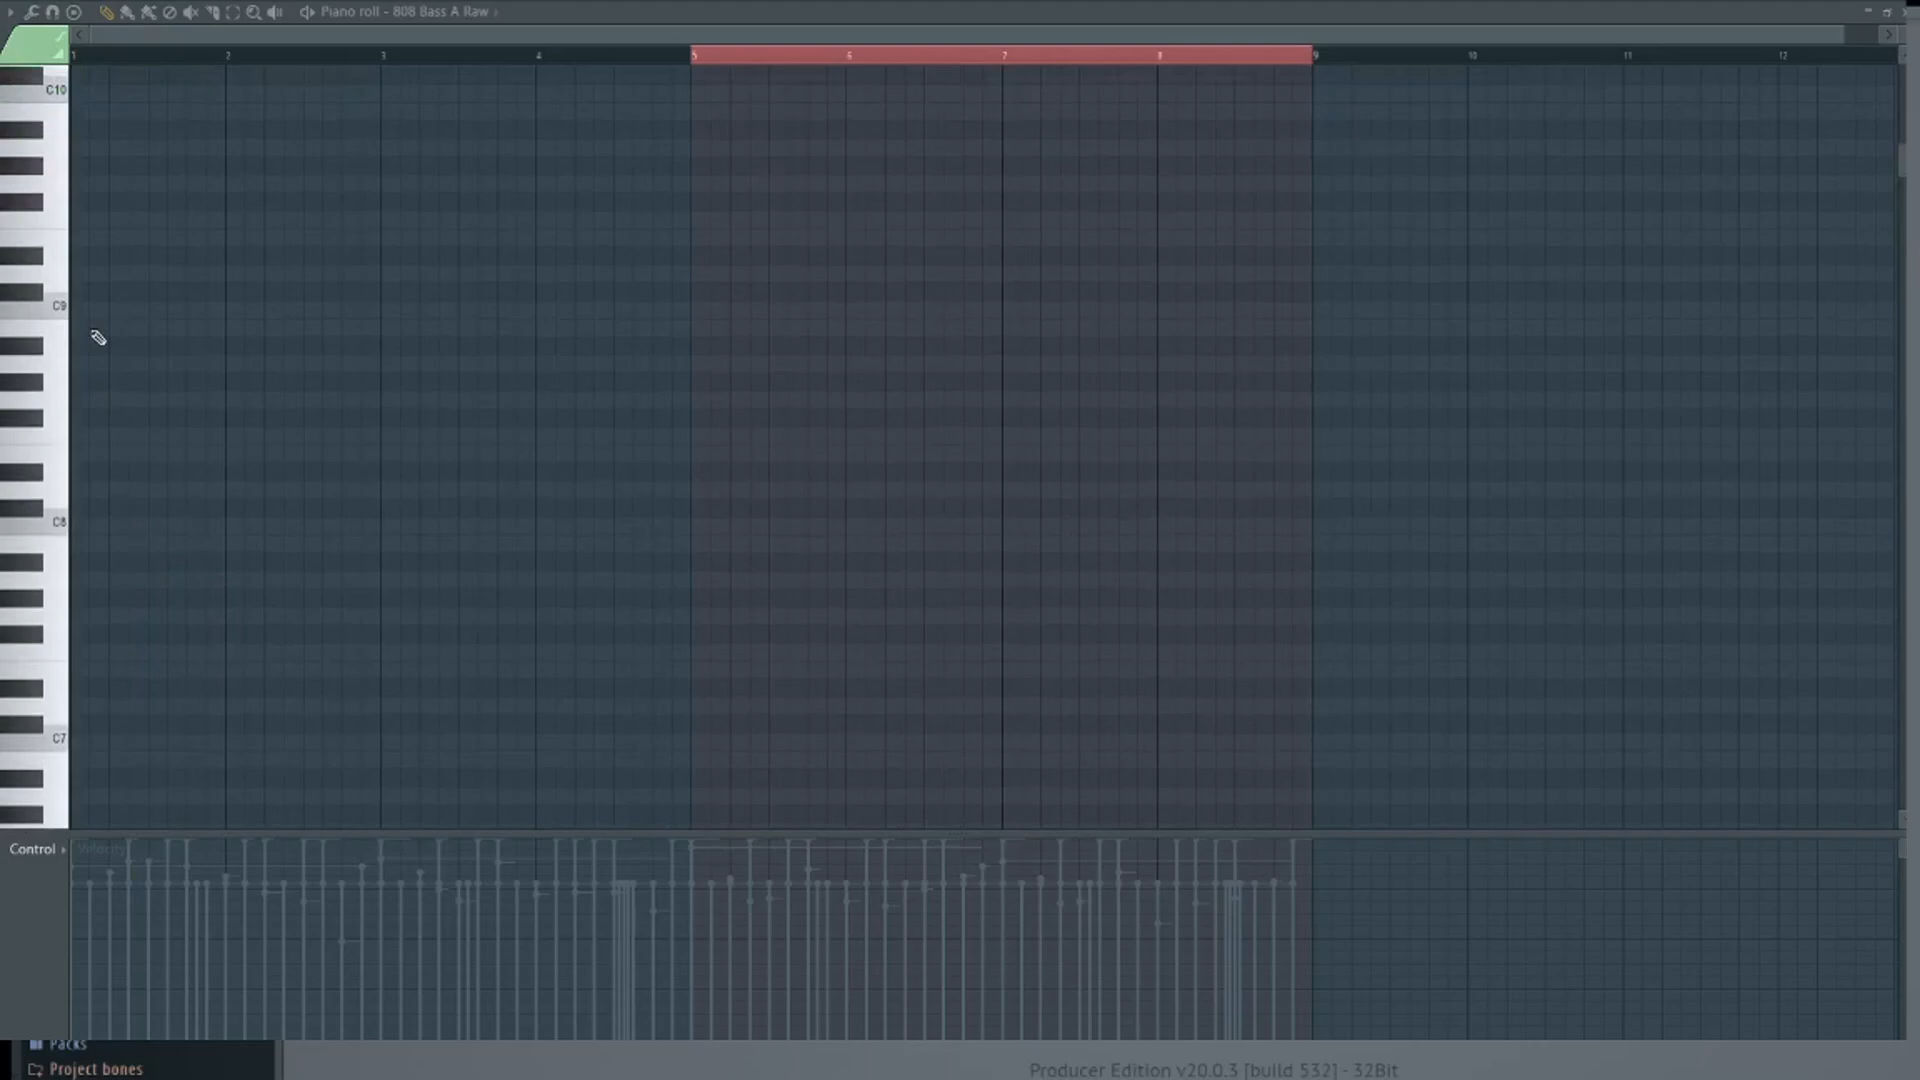 Piano roll - 808 Bass A Raw ›
1 2 3 4 5 6 7 8 9 10 11 12
C10
C9
C8
C7
Control
Velocity
Packs
Project bones
Producer Edition v20.0.3 [build 532] - 32Bit